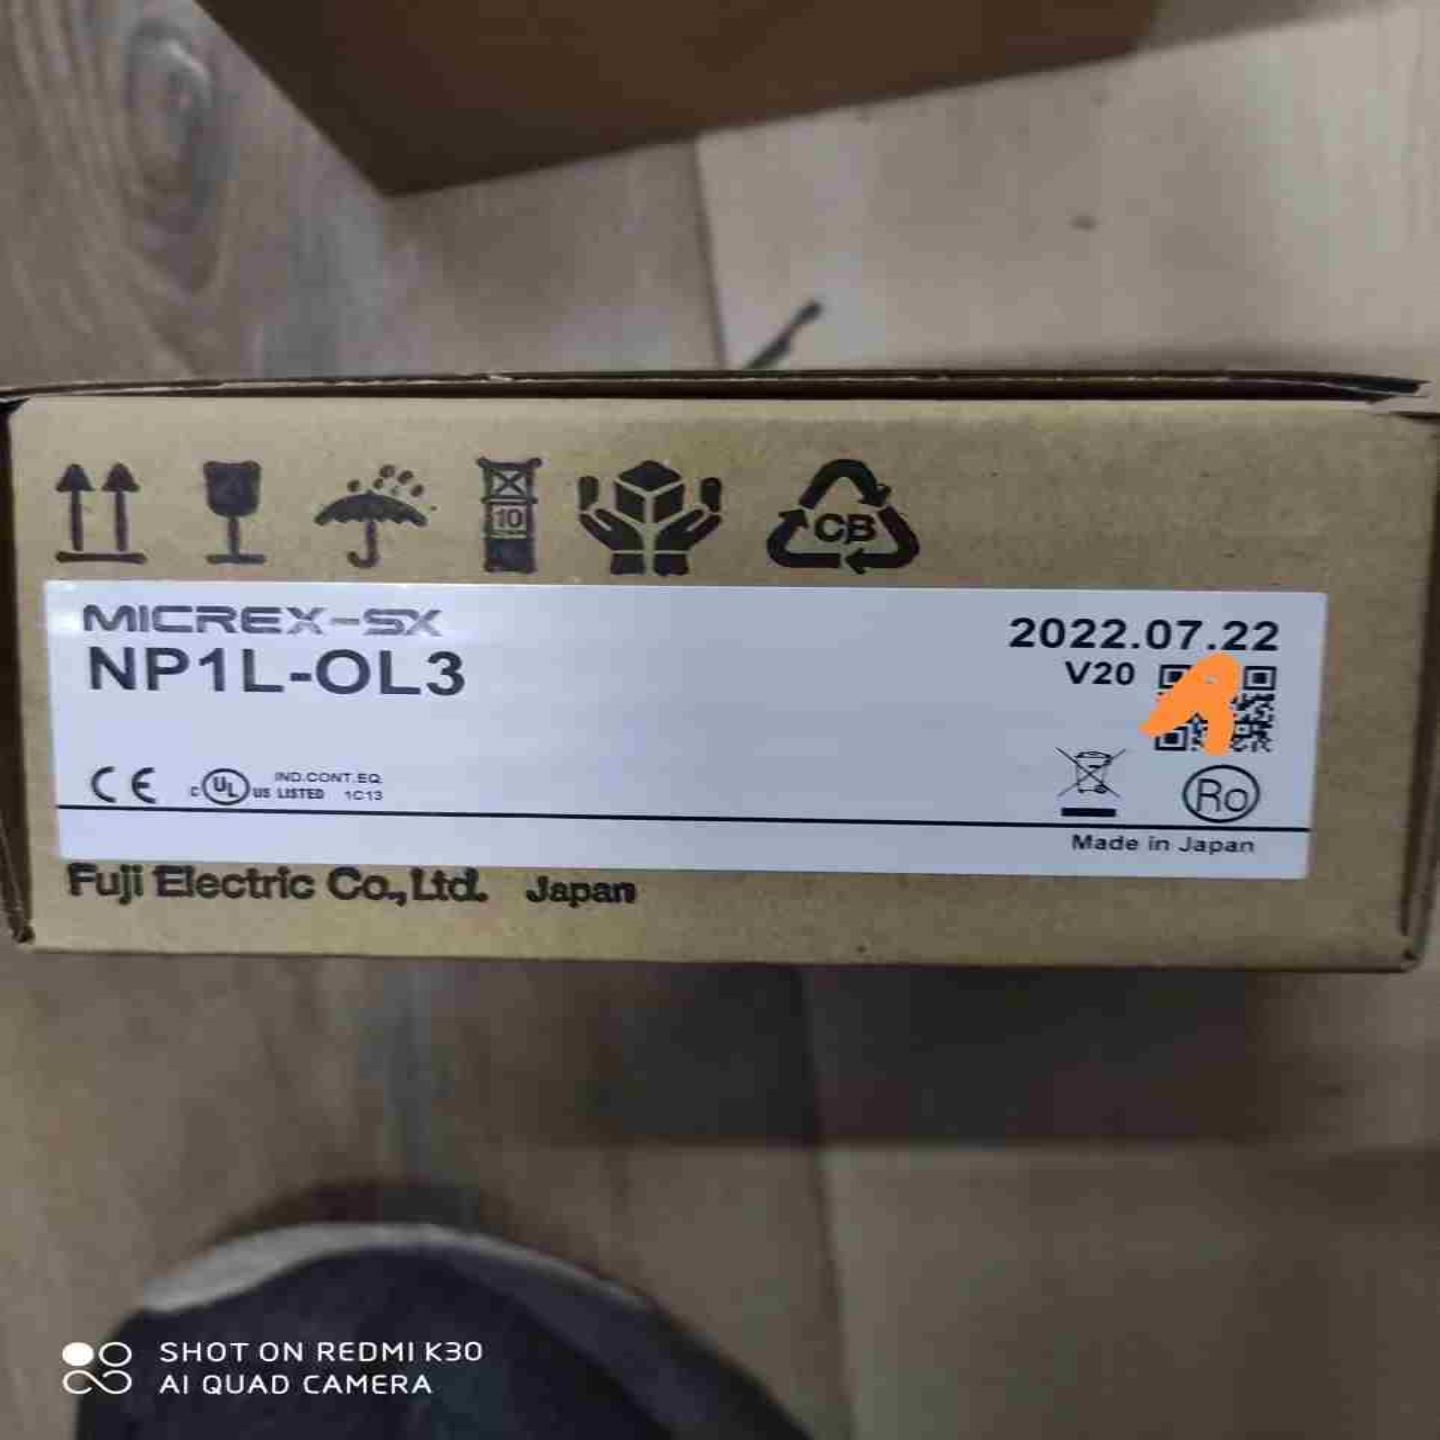 10
CB
MICREX-SX
NP1L-OL3
2022.07.22
V20
CE
c UL US LISTED IND.CONT.EQ. 1C13
Ro
Made in Japan
Fuji Electric Co.,Ltd. Japan
SHOT ON REDMI K30
AI QUAD CAMERA